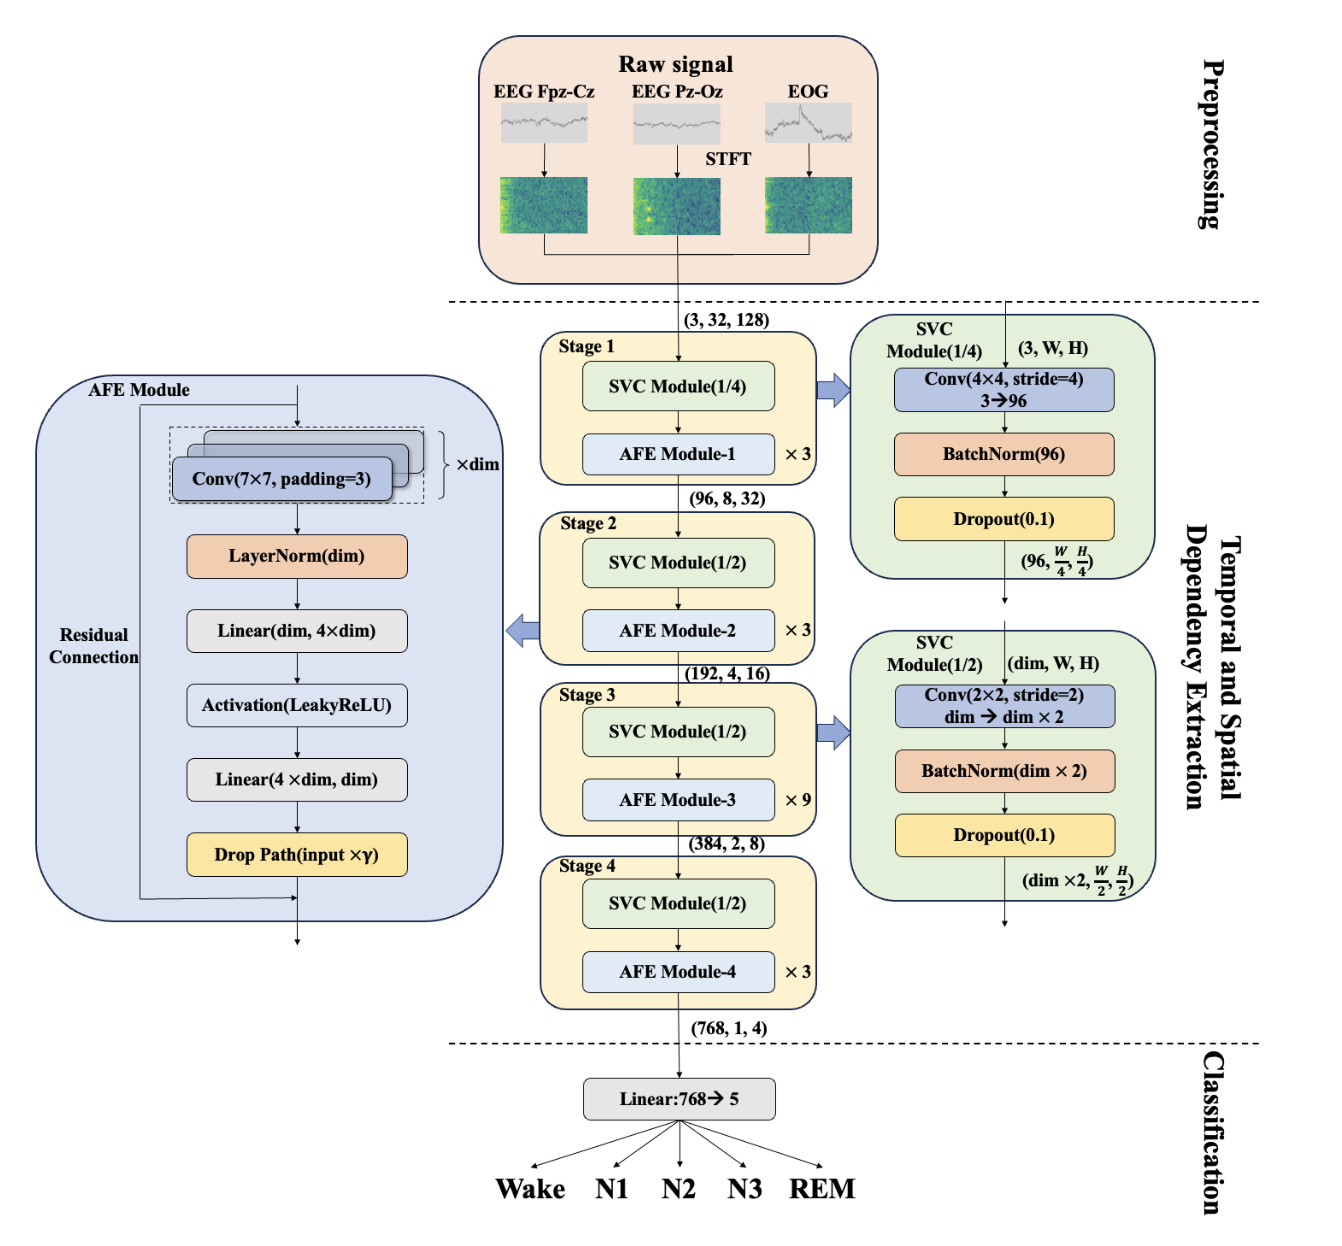 Raw signal
EEG Fpz-Cz
EEG Pz-Oz
EOG
STFT
Preprocessing
(3, 32, 128)
Stage 1
SVC Module(1/4)
AFE Module-1
× 3
(96, 8, 32)
Stage 2
SVC Module(1/2)
AFE Module-2
× 3
(192, 4, 16)
Stage 3
SVC Module(1/2)
AFE Module-3
× 9
(384, 2, 8)
Stage 4
SVC Module(1/2)
AFE Module-4
× 3
(768, 1, 4)
AFE Module
Conv(7×7, padding=3)
×dim
LayerNorm(dim)
Linear(dim, 4×dim)
Activation(LeakyReLU)
Linear(4 ×dim, dim)
Drop Path(input ×γ)
Residual
Connection
SVC
Module(1/4)
(3, W, H)
Conv(4×4, stride=4)
3→96
BatchNorm(96)
Dropout(0.1)
(96, W/4, H/4)
SVC
Module(1/2)
(dim, W, H)
Conv(2×2, stride=2)
dim → dim × 2
BatchNorm(dim × 2)
Dropout(0.1)
(dim ×2, W/2, H/2)
Temporal and Spatial
Dependency Extraction
Linear:768→ 5
Wake N1 N2 N3 REM
Classification